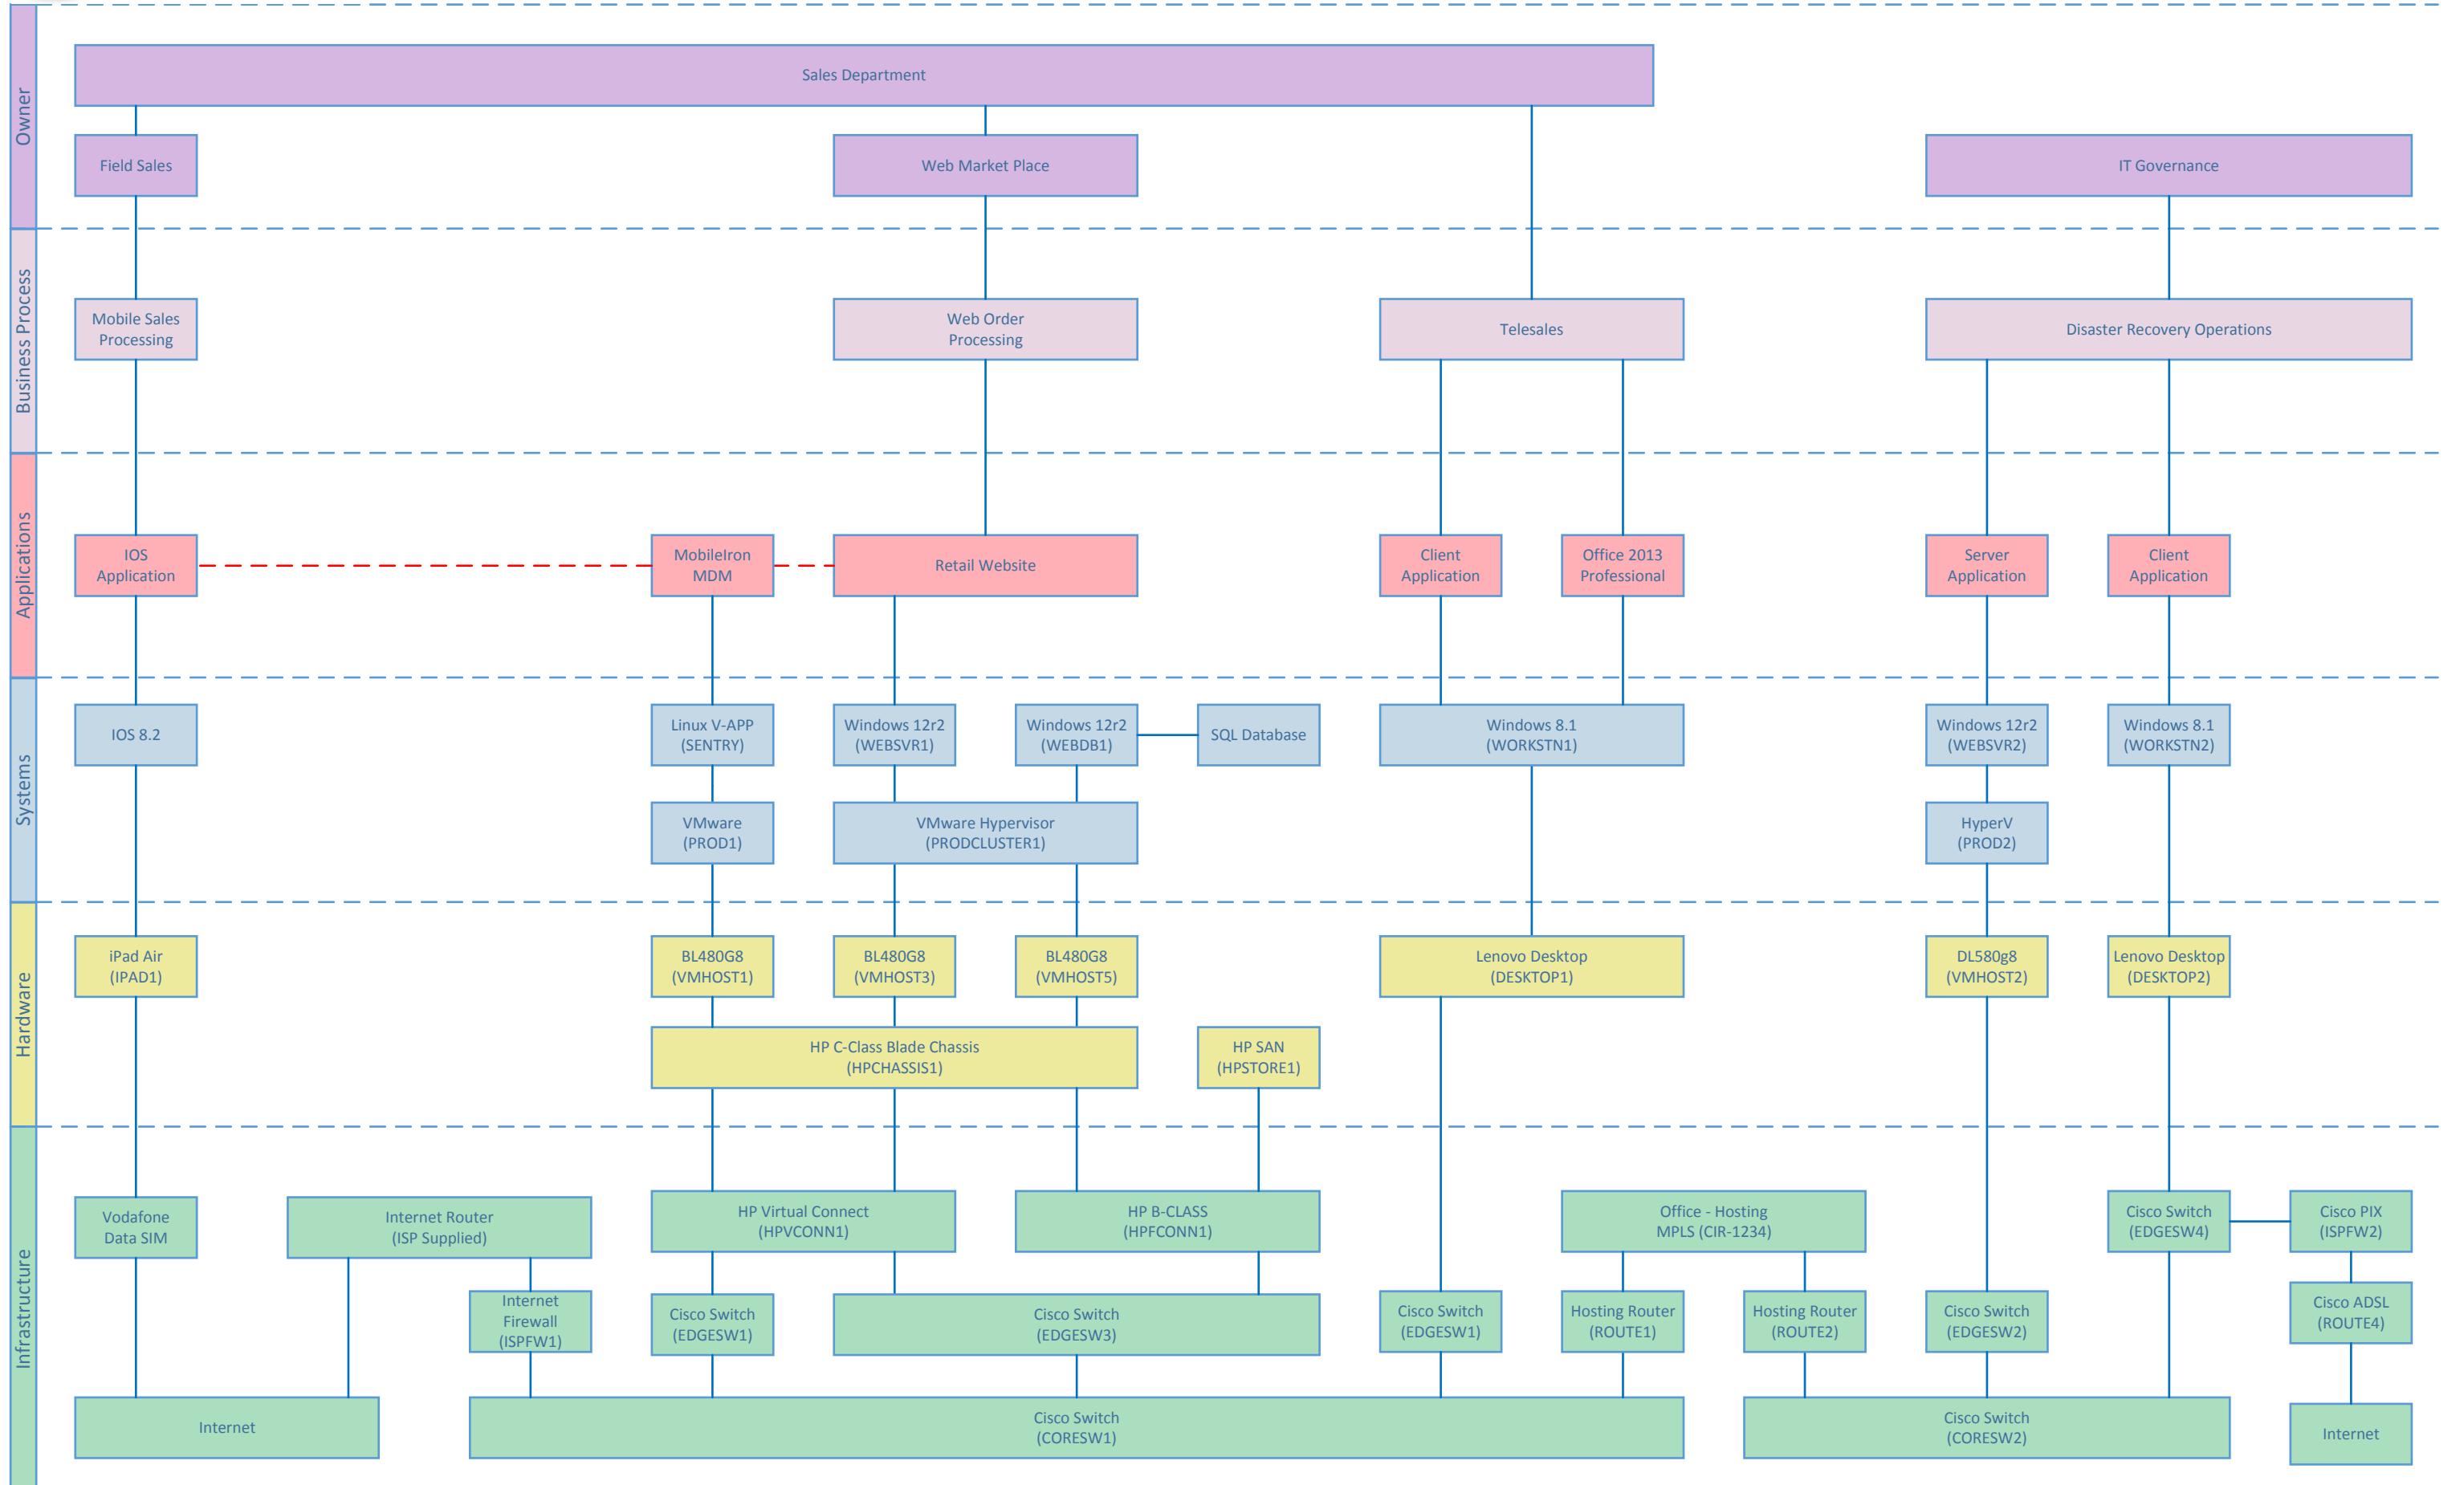 Owner
Sales Department
Field Sales
Web Market Place
IT Governance
Business Process
Mobile Sales
Processing
Web Order
Processing
Telesales
Disaster Recovery Operations
Applications
IOS
Application
MobileIron
MDM
Retail Website
Client
Application
Office 2013
Professional
Server
Application
Client
Application
Systems
IOS 8.2
Linux V-APP
(SENTRY)
Windows 12r2
(WEBSVR1)
Windows 12r2
(WEBDB1)
SQL Database
Windows 8.1
(WORKSTN1)
Windows 12r2
(WEBSVR2)
Windows 8.1
(WORKSTN2)
VMware
(PROD1)
VMware Hypervisor
(PRODCLUSTER1)
HyperV
(PROD2)
Hardware
iPad Air
(IPAD1)
BL480G8
(VMHOST1)
BL480G8
(VMHOST3)
BL480G8
(VMHOST5)
Lenovo Desktop
(DESKTOP1)
DL580g8
(VMHOST2)
Lenovo Desktop
(DESKTOP2)
HP C-Class Blade Chassis
(HPCHASSIS1)
HP SAN
(HPSTORE1)
Infrastructure
Vodafone
Data SIM
Internet Router
(ISP Supplied)
HP Virtual Connect
(HPVCONN1)
HP B-CLASS
(HPFCONN1)
Office - Hosting
MPLS (CIR-1234)
Cisco Switch
(EDGESW4)
Cisco PIX
(ISPFW2)
Internet
Firewall
(ISPFW1)
Cisco Switch
(EDGESW1)
Cisco Switch
(EDGESW3)
Cisco Switch
(EDGESW1)
Hosting Router
(ROUTE1)
Hosting Router
(ROUTE2)
Cisco Switch
(EDGESW2)
Cisco ADSL
(ROUTE4)
Internet
Cisco Switch
(CORESW1)
Cisco Switch
(CORESW2)
Internet